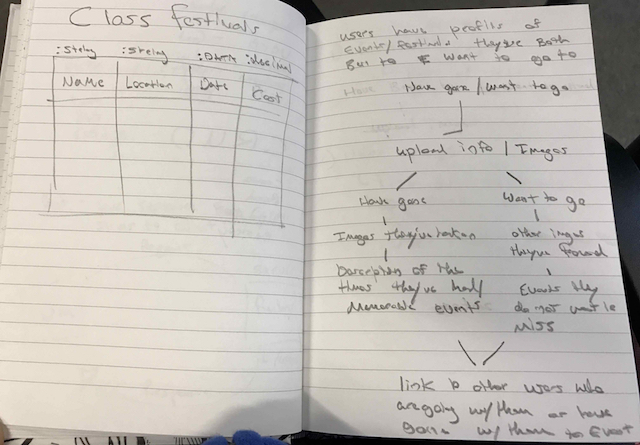 Class festivals
:String :String :Date :decimal
Name Location Date Cost
users have profiles of
Events/festivals they've Both
But to want to go to
Have gone / want to go
upload info / Images
Have gone
Want to go
Images they've taken
other images
they've found
Description of the
times they've had/
Memorable events
Events they
do not want to
Miss
link to other users who
are going w/ them or have
gone w/ them to Event